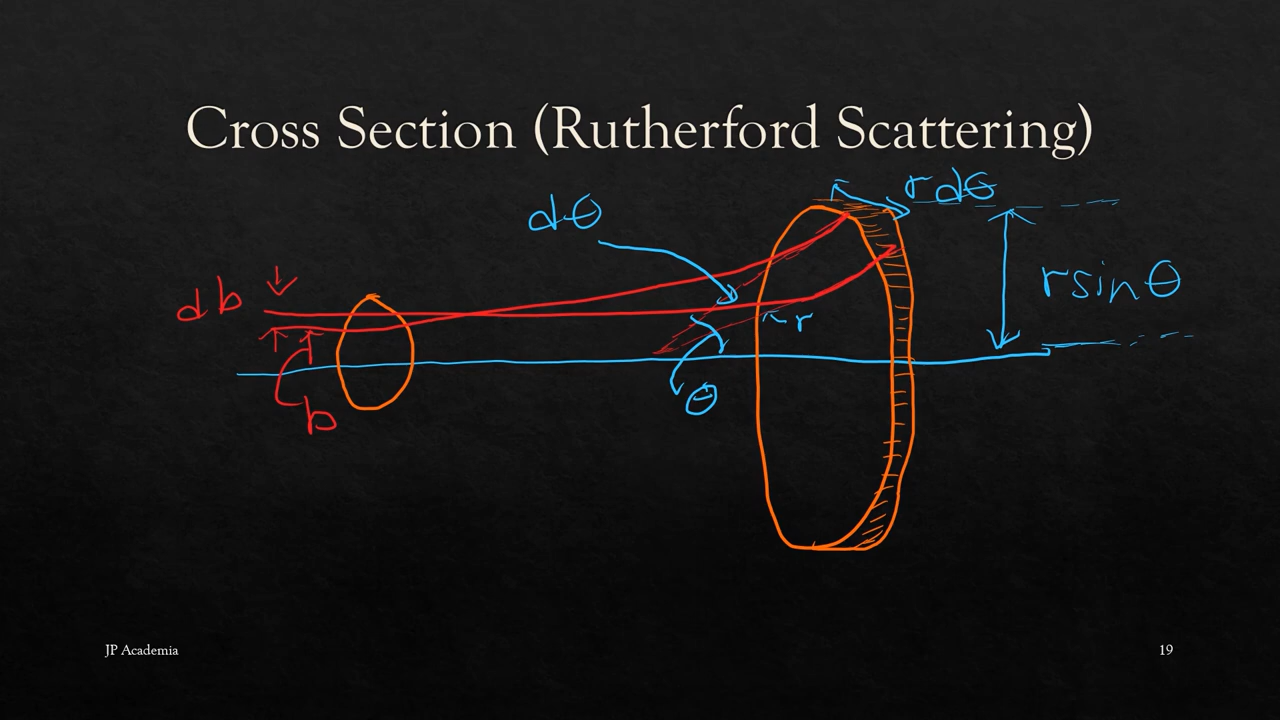 Cross Section (Rutherford Scattering)
rdθ
dθ
rsinθ
db
r
θ
b
JP Academia
19